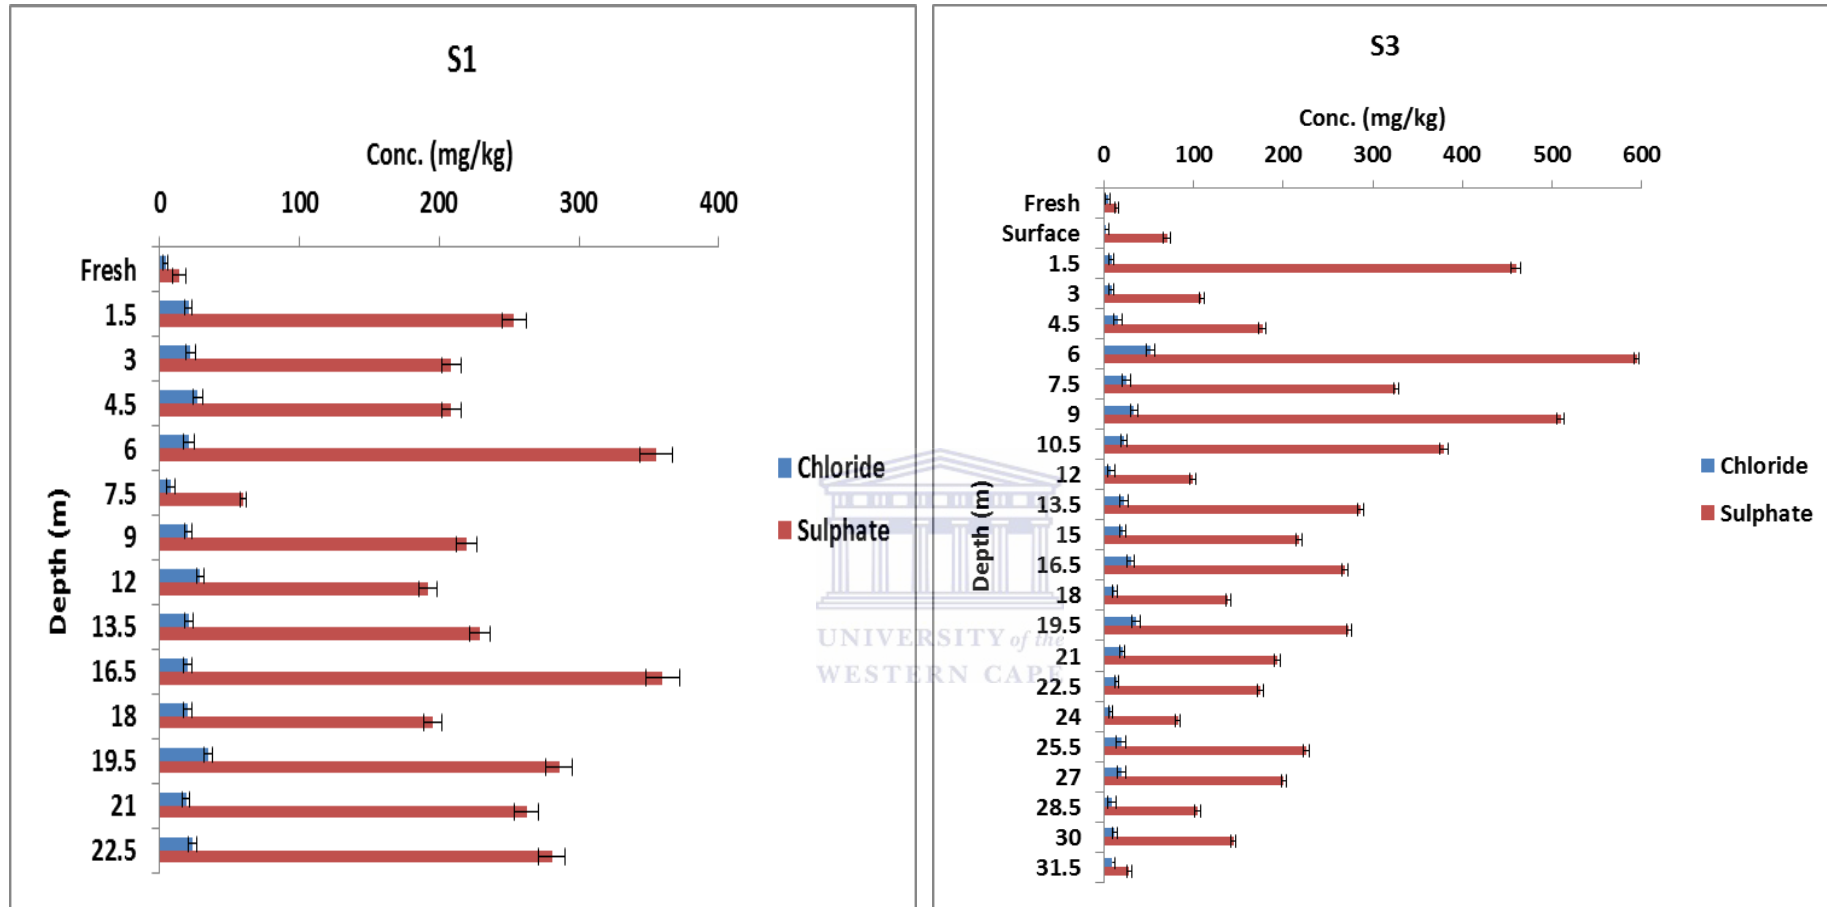 S1
Conc. (mg/kg)
0 100 200 300 400
Fresh
1.5
3
4.5
6
7.5
9
12
13.5
16.5
18
19.5
21
22.5
Depth (m)
Chloride
Sulphate
S3
Conc. (mg/kg)
0 100 200 300 400 500 600
Fresh
Surface
1.5
3
4.5
6
7.5
9
10.5
12
13.5
15
16.5
18
19.5
21
22.5
24
25.5
27
28.5
30
31.5
Depth (m)
Chloride
Sulphate
UNIVERSITY of the
WESTERN CAPE